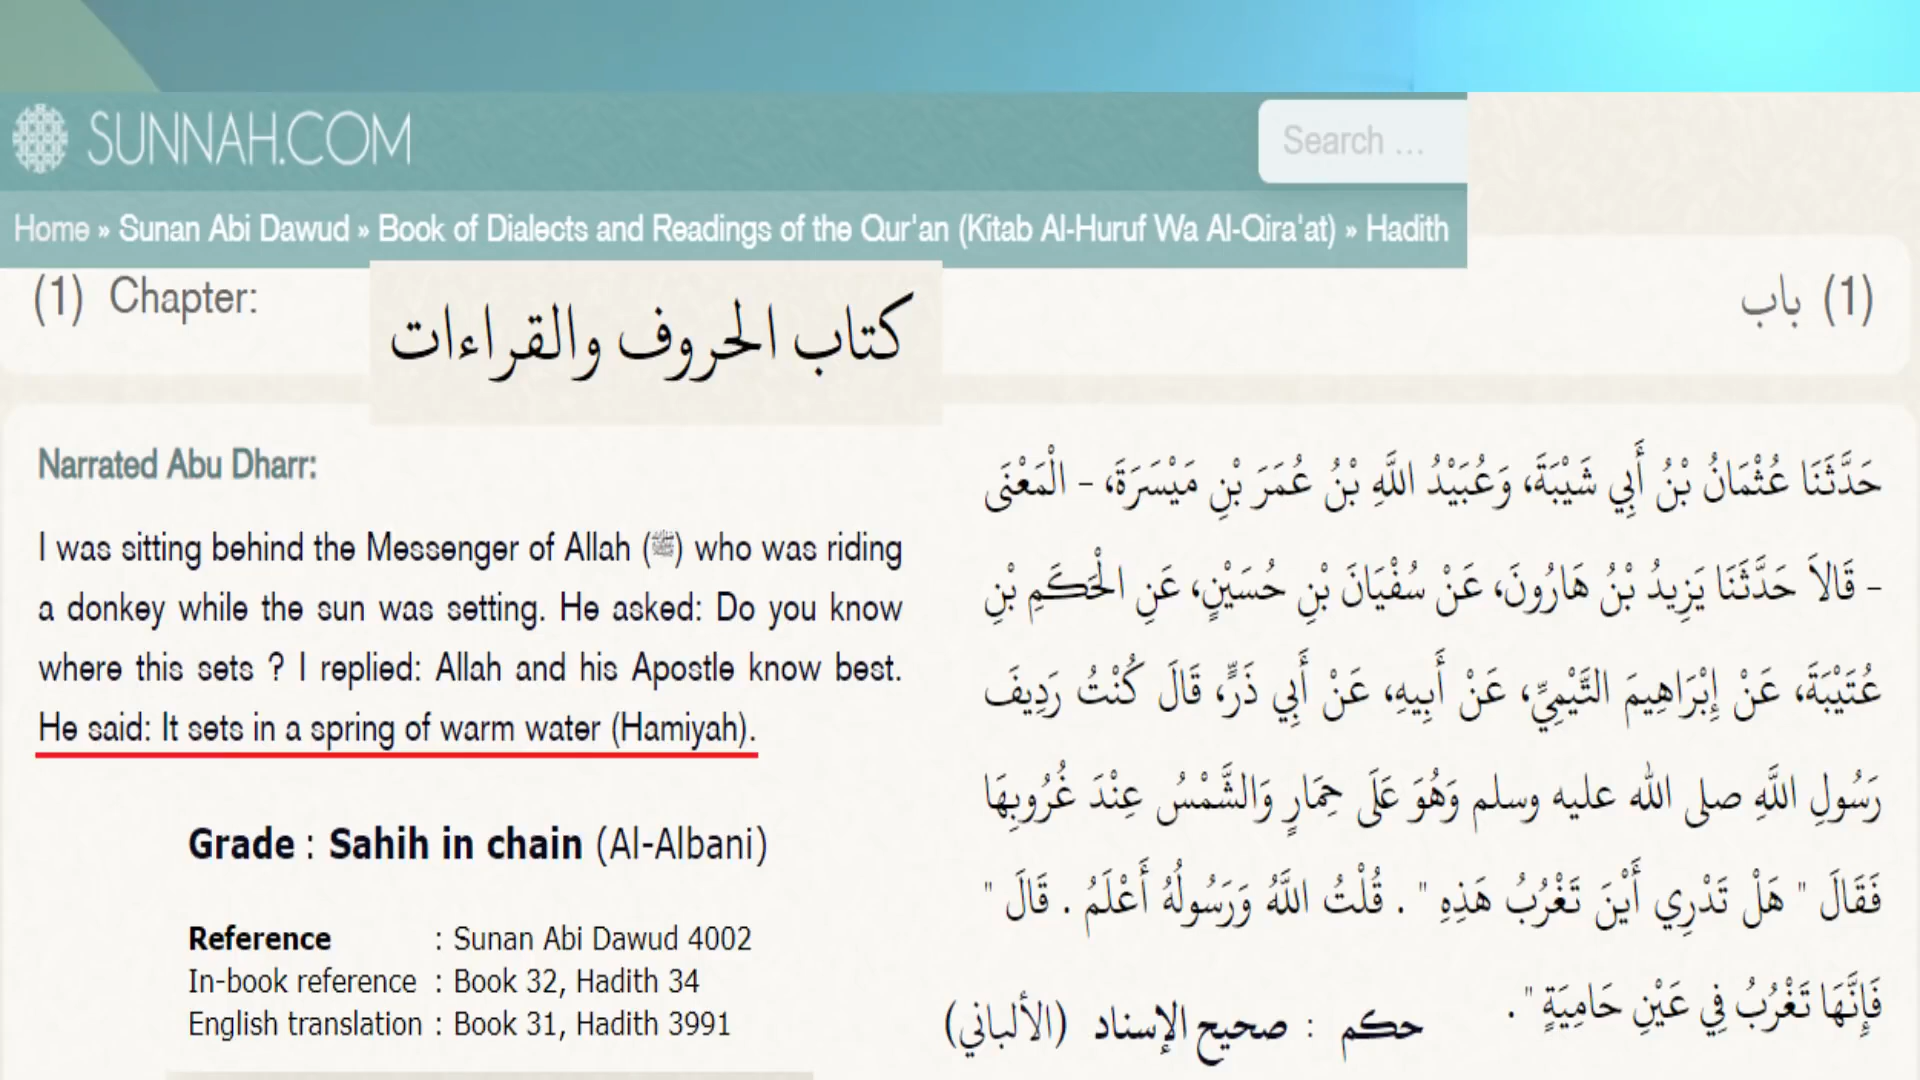 SUNNAH.COM
Search ...
Home » Sunan Abi Dawud » Book of Dialects and Readings of the Qur'an (Kitab Al-Huruf Wa Al-Qira'at) » Hadith
(1) Chapter:
كتاب الحروف والقراءات
(1) باب
Narrated Abu Dharr:
I was sitting behind the Messenger of Allah (ﷺ) who was riding
a donkey while the sun was setting. He asked: Do you know
where this sets ? I replied: Allah and his Apostle know best.
He said: It sets in a spring of warm water (Hamiyah).
Grade : Sahih in chain (Al-Albani)
Reference : Sunan Abi Dawud 4002
In-book reference : Book 32, Hadith 34
English translation : Book 31, Hadith 3991
حَدَّثَنَا عُثْمَانُ بْنُ أَبِي شَيْبَةَ، وَعُبَيْدُ اللَّهِ بْنُ عُمَرَ بْنِ مَيْسَرَةَ، - الْمَعْنَى
- قَالاَ حَدَّثَنَا يَزِيدُ بْنُ هَارُونَ، عَنْ سُفْيَانَ بْنِ حُسَيْنٍ، عَنِ الْحَكَمِ بْنِ
عُتَيْبَةَ، عَنْ إِبْرَاهِيمَ التَّيْمِيِّ، عَنْ أَبِيهِ، عَنْ أَبِي ذَرٍّ، قَالَ كُنْتُ رَدِيفَ
رَسُولِ اللَّهِ صلى الله عليه وسلم وَهُوَ عَلَى حِمَارٍ وَالشَّمْسُ عِنْدَ غُرُوبِهَا
فَقَالَ " هَلْ تَدْرِي أَيْنَ تَغْرُبُ هَذِهِ " . قُلْتُ اللَّهُ وَرَسُولُهُ أَعْلَمُ . قَالَ "
فَإِنَّهَا تَغْرُبُ فِي عَيْنِ حَامِيَةٍ " .
حكم : صحيح الإسناد (الألباني)